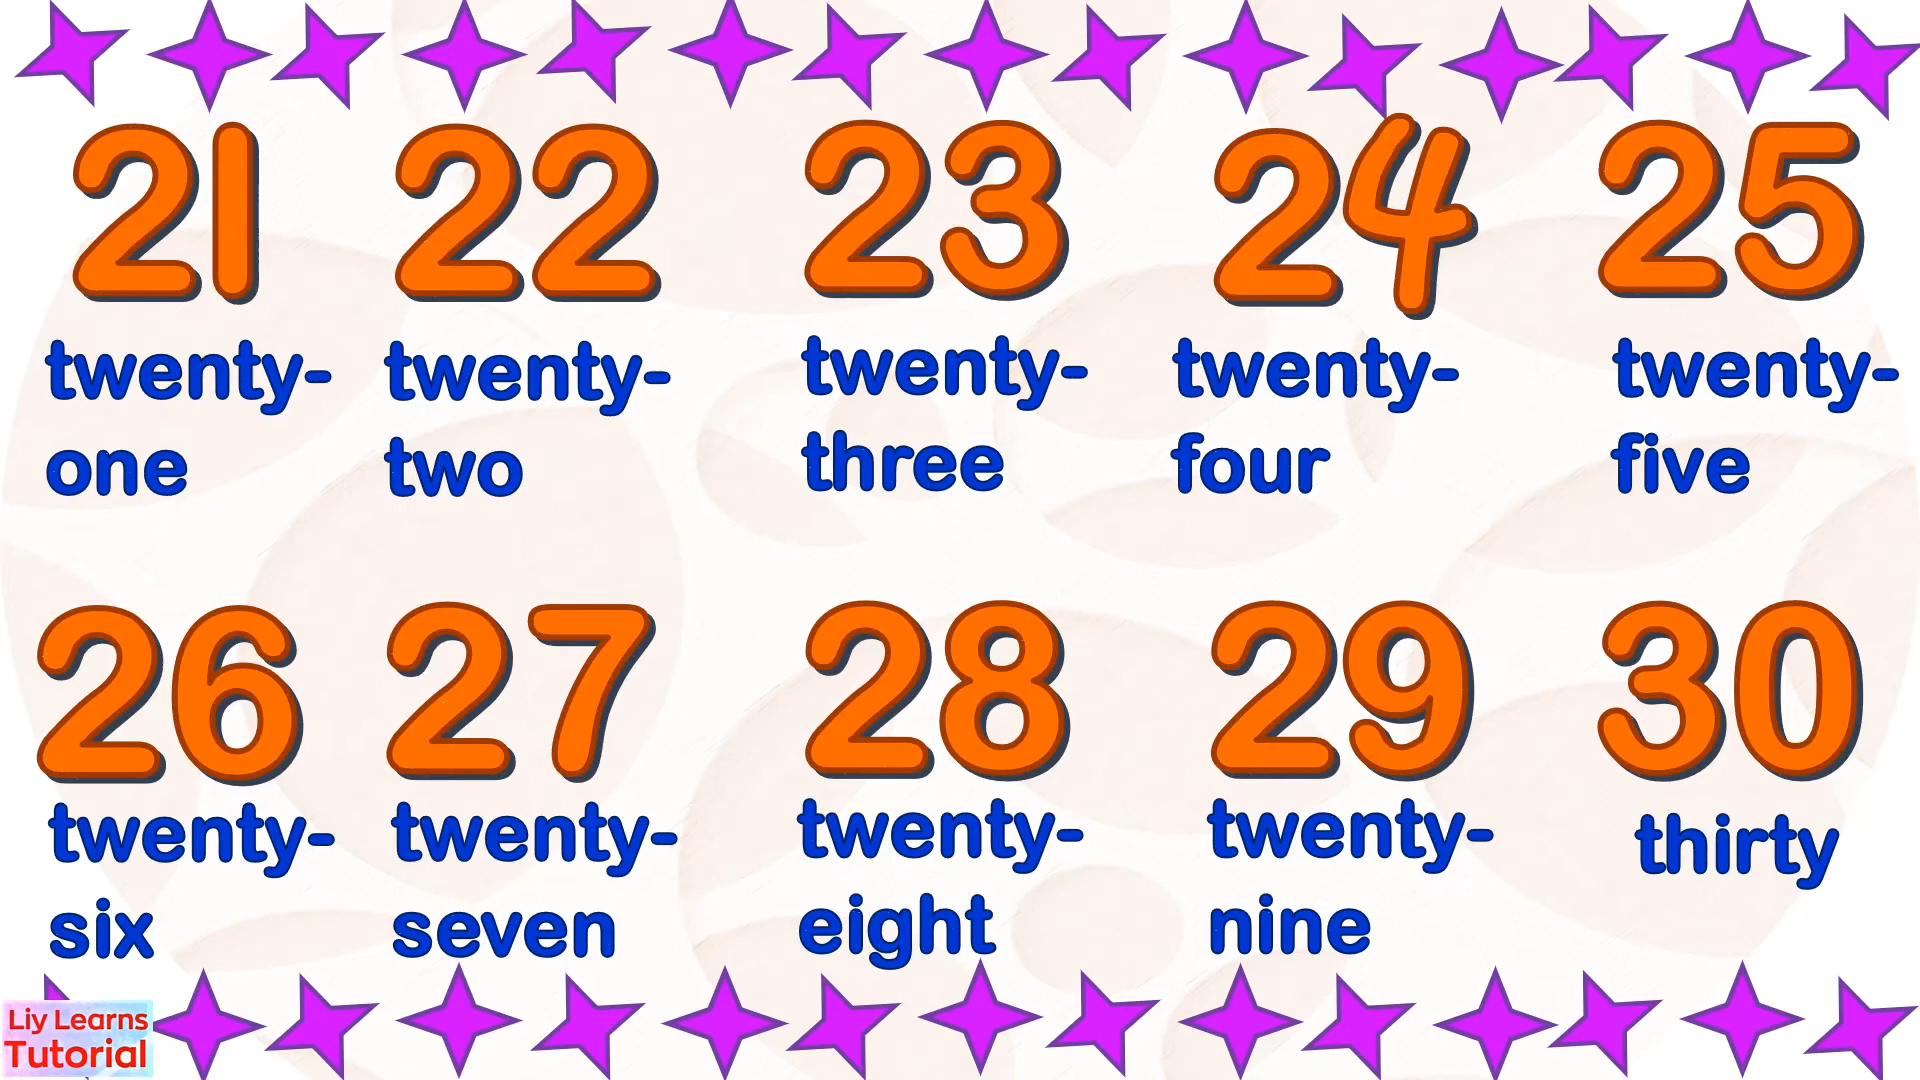 21 22 23 24 25
twenty- twenty- twenty- twenty- twenty-
one two three four five
26 27 28 29 30
twenty- twenty- twenty- twenty- thirty
six seven eight nine
Liy Learns
Tutorial